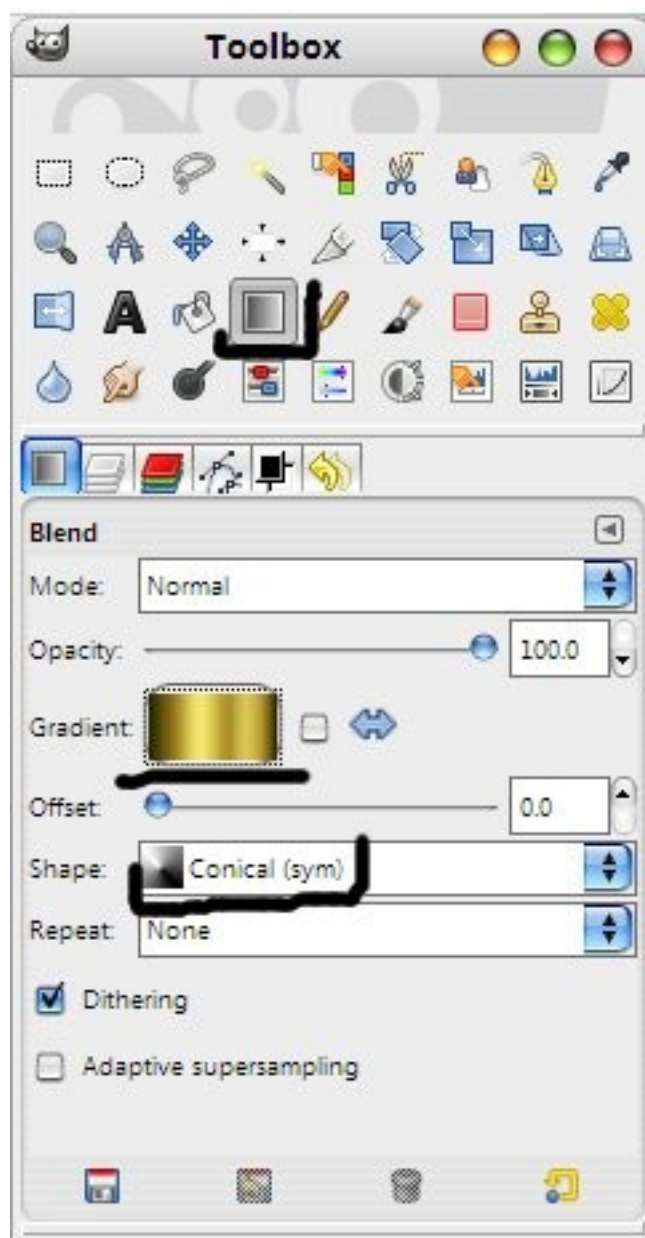 Toolbox
Blend
Mode: Normal
Opacity: 100.0
Gradient:
Offset: 0.0
Shape: Conical (sym)
Repeat: None
Dithering
Adaptive supersampling